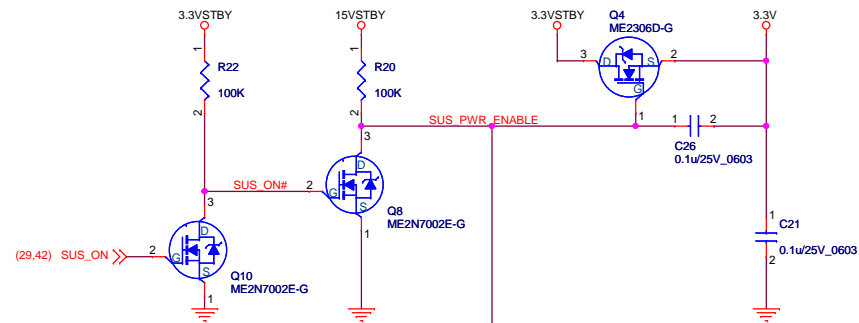 3.3VSTBY
15VSTBY
3.3VSTBY
Q4
ME2306D-G
3.3V
1
R22
100K
2
1
R20
100K
2
3
D
S
2
G
1
SUS_PWR_ENABLE
1
2
C26
0.1u/25V_0603
3
D
SUS_ON#
2
G
S
Q8
ME2N7002E-G
1
3
D
(29,42)
SUS_ON
2
G
S
Q10
ME2N7002E-G
1
1
C21
0.1u/25V_0603
2